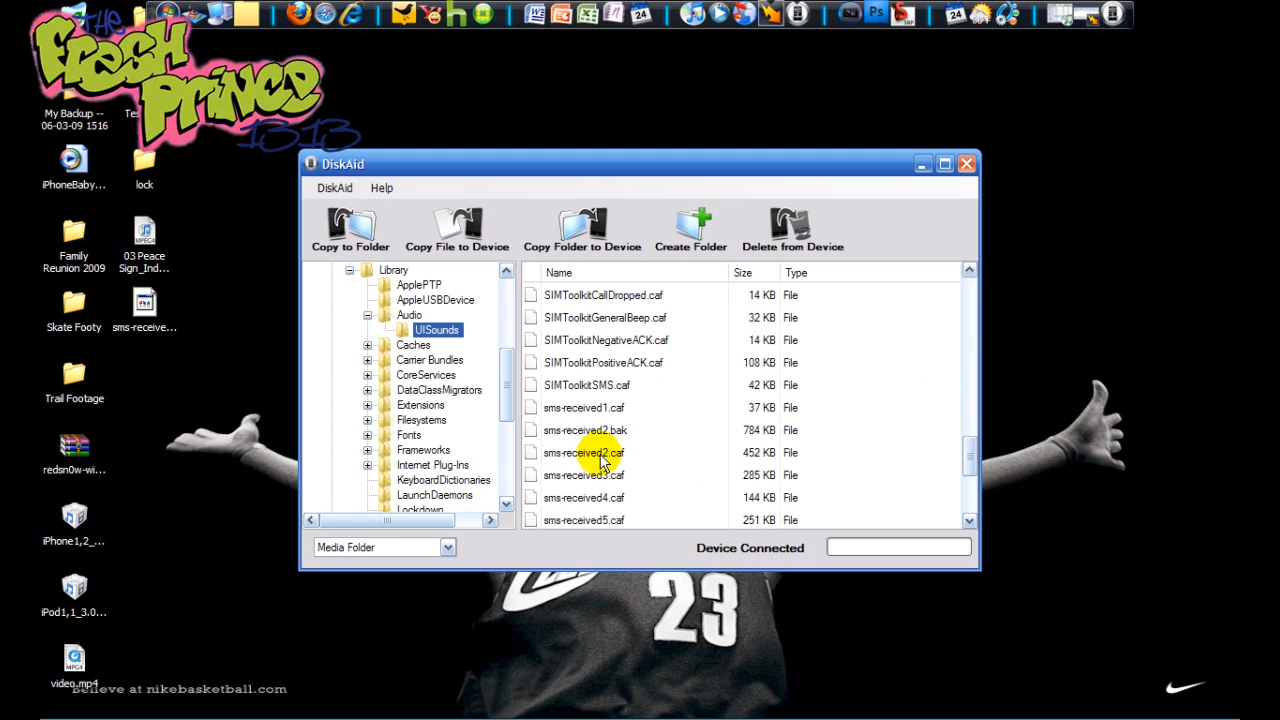 THE
Fresh
Prince
1313
My Backup --
06-03-09 1516
Te
iPhoneBaby...
lock
Family
Reunion 2009
03 Peace
Sign_Ind...
Skate Footy
sms-receive...
Trail Footage
redsn0w-wi...
iPhone1,2_...
iPod1,1_3.0...
video.mp4
Believe at nikebasketball.com
DiskAid
DiskAid Help
Copy to Folder Copy File to Device Copy Folder to Device Create Folder Delete from Device
Library
ApplePTP
AppleUSBDevice
Audio
UISounds
Caches
Carrier Bundles
CoreServices
DataClassMigrators
Extensions
Filesystems
Fonts
Frameworks
Internet Plug-Ins
KeyboardDictionaries
LaunchDaemons
Lockdown
Name Size Type
SIMToolkitCallDropped.caf 14 KB File
SIMToolkitGeneralBeep.caf 32 KB File
SIMToolkitNegativeACK.caf 14 KB File
SIMToolkitPositiveACK.caf 108 KB File
SIMToolkitSMS.caf 42 KB File
sms-received1.caf 37 KB File
sms-received2.bak 784 KB File
sms-received2.caf 452 KB File
sms-received3.caf 285 KB File
sms-received4.caf 144 KB File
sms-received5.caf 251 KB File
Media Folder
Device Connected
23